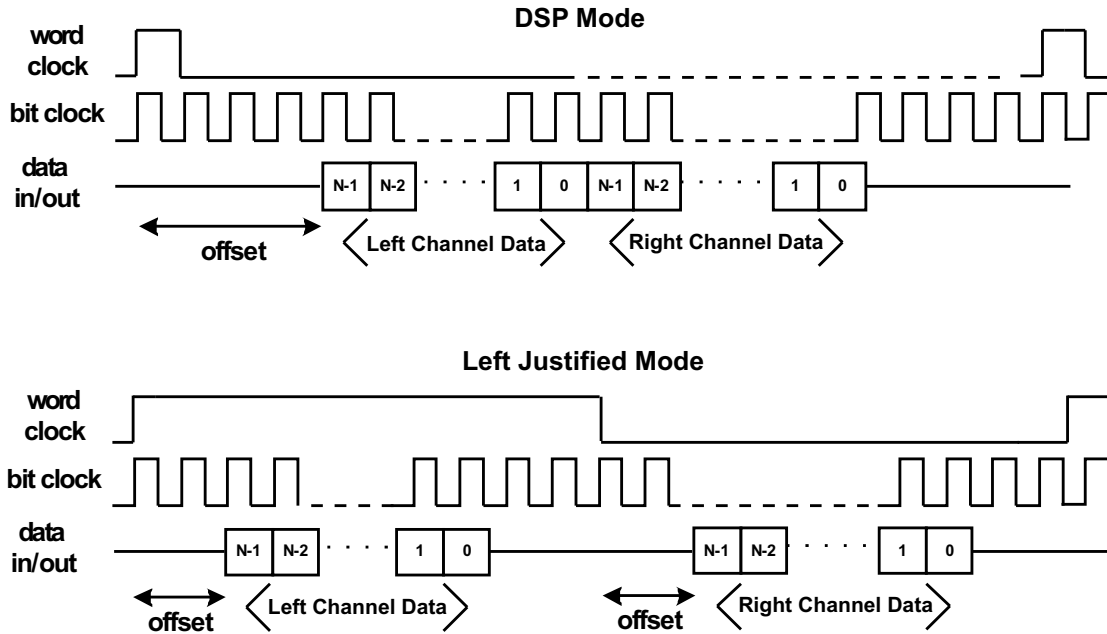 DSP Mode
word
clock
bit clock
data
in/out
N-1 N-2 · · · · · 1 0 N-1 N-2 · · · · · 1 0
offset
Left Channel Data
Right Channel Data
Left Justified Mode
word
clock
bit clock
data
in/out
N-1 N-2 · · · · · 1 0 N-1 N-2 · · · · · 1 0
offset
Left Channel Data
offset
Right Channel Data